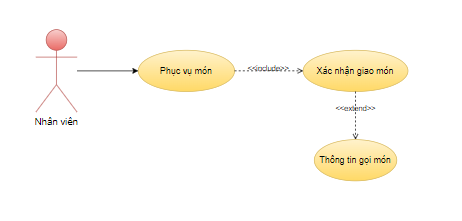 Phục vụ món
<<include>>
Xác nhận giao món
<<extend>>
Nhân viên
Thông tin gọi món